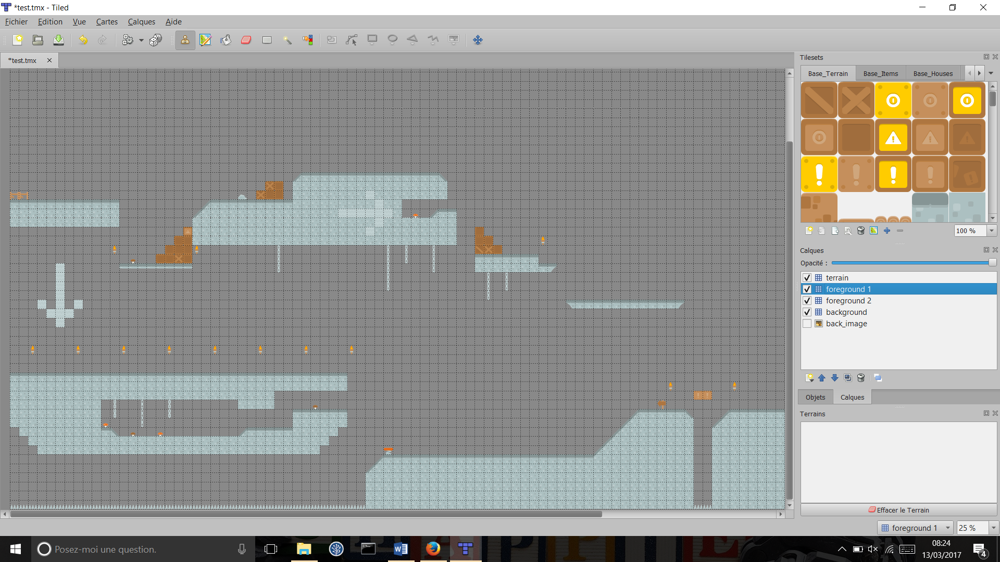 *test.tmx - Tiled
Fichier Edition Vue Cartes Calques Aide
*test.tmx
Tilesets
Base_Terrain Base_Items Base_Houses
100 %
Calques
Opacité :
terrain
foreground 1
foreground 2
background
back_image
Objets Calques
Terrains
Effacer le Terrain
foreground 1 25 %
Posez-moi une question.
08:24
13/03/2017
4